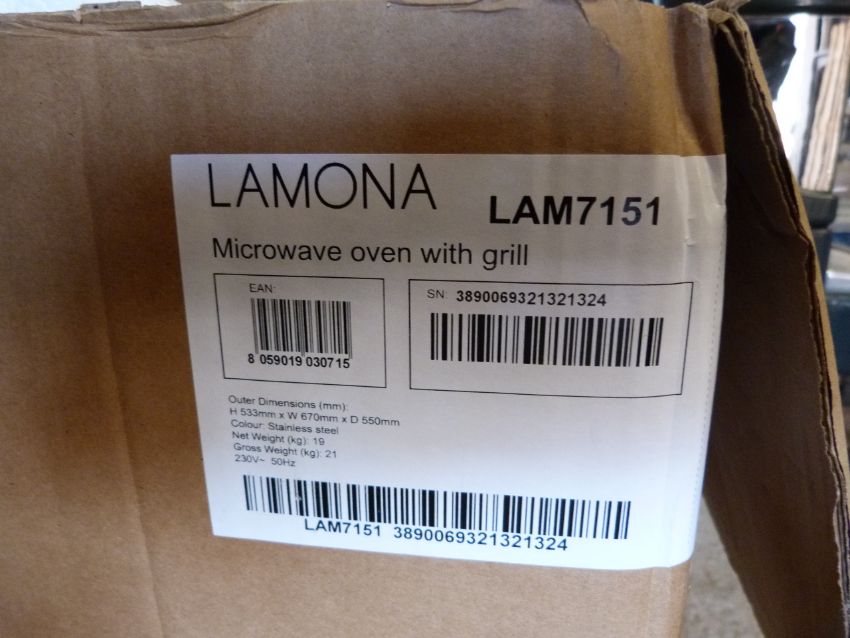 LAMONA
LAM7151
Microwave oven with grill
EAN:
8 059019 030715
SN 3890069321321324
Outer Dimensions (mm):
H 533mm x W 670mm x D 550mm
Colour: Stainless steel
Net Weight (kg): 19
Gross Weight (kg): 21
230V~ 50Hz
LAM7151 3890069321321324